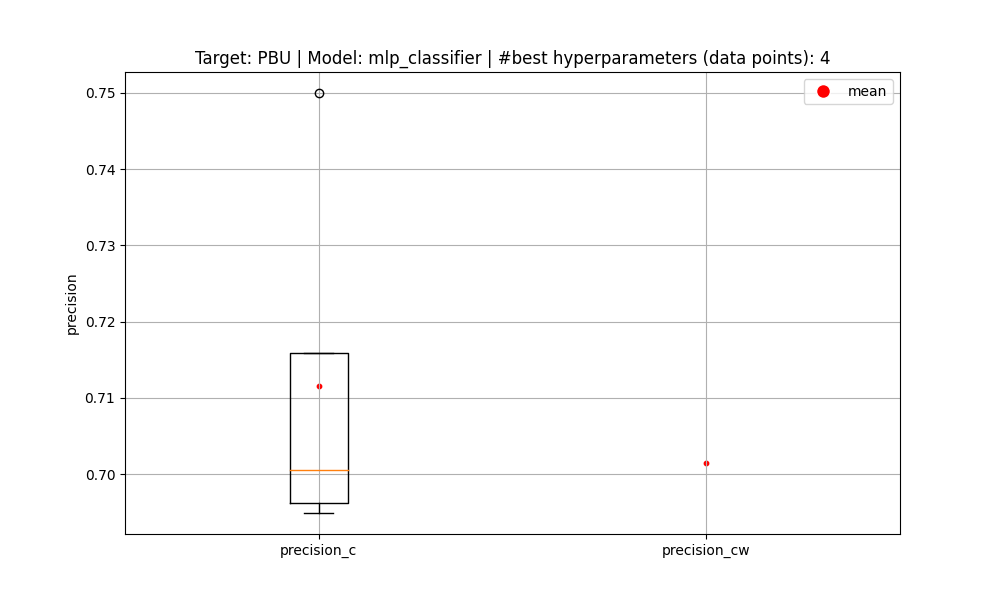 Target: PBU | Model: mlp_classifier | #best hyperparameters (data points): 4
mean
0.75
0.74
0.73
0.72
0.71
0.70
precision
precision_c
precision_cw